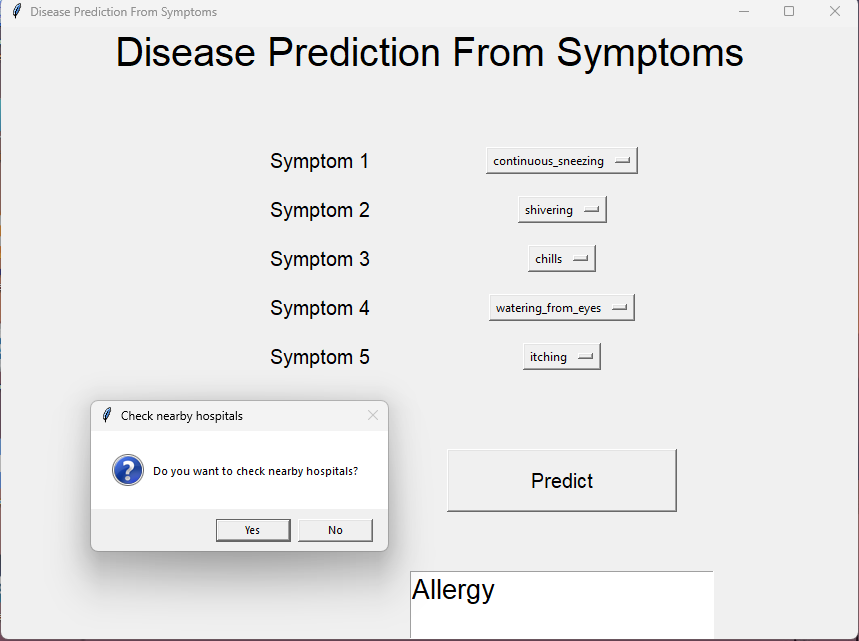 Disease Prediction From Symptoms
Disease Prediction From Symptoms
Symptom 1 continuous_sneezing
Symptom 2 shivering
Symptom 3 chills
Symptom 4 watering_from_eyes
Symptom 5 itching
Check nearby hospitals
Do you want to check nearby hospitals?
Yes No
Predict
Allergy